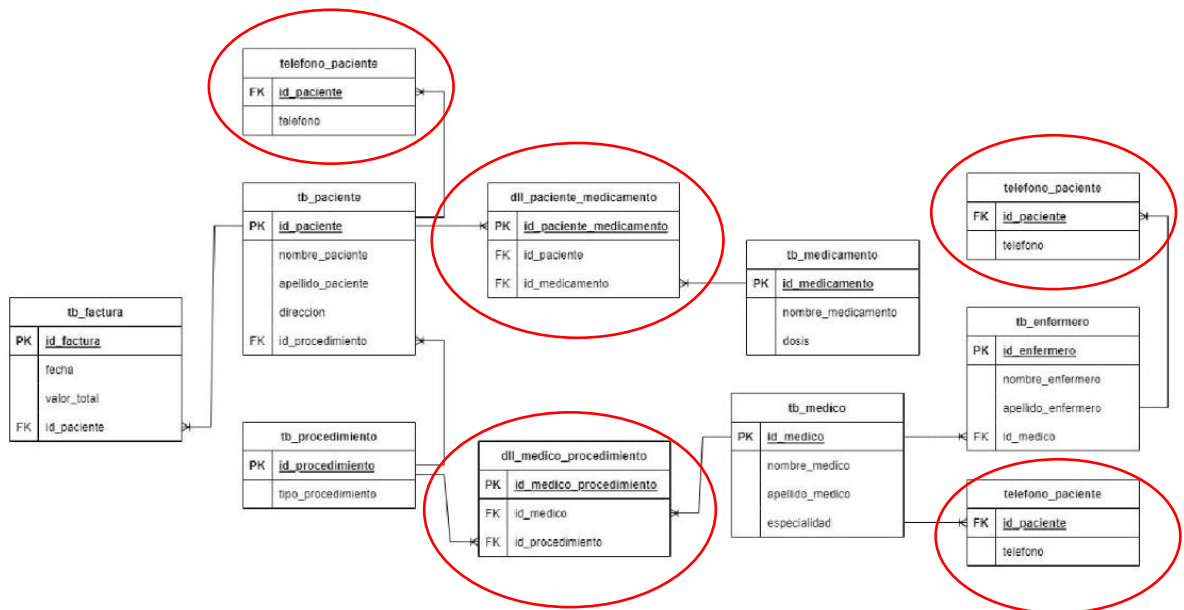 telefono_paciente
FK id_paciente
telefono
tb_paciente
PK id_paciente
nombre_paciente
apellido_paciente
direccion
FK id_procedimiento
dll_paciente_medicamento
PK id_paciente_medicamento
FK id_paciente
FK id_medicamento
telefono_paciente
FK id_paciente
telefono
tb_medicamento
PK id_medicamento
nombre_medicamento
dosis
tb_factura
PK id_factura
fecha
valor_total
FK id_paciente
tb_enfermero
PK id_enfermero
nombre_enfermero
apellido_enfermero
FK id_medico
tb_procedimiento
PK id_procedimiento
tipo_procedimiento
dll_medico_procedimiento
PK id_medico_procedimiento
FK id_medico
FK id_procedimiento
tb_medico
PK id_medico
nombre_medico
apellido_medico
especialidad
telefono_paciente
FK id_paciente
telefono